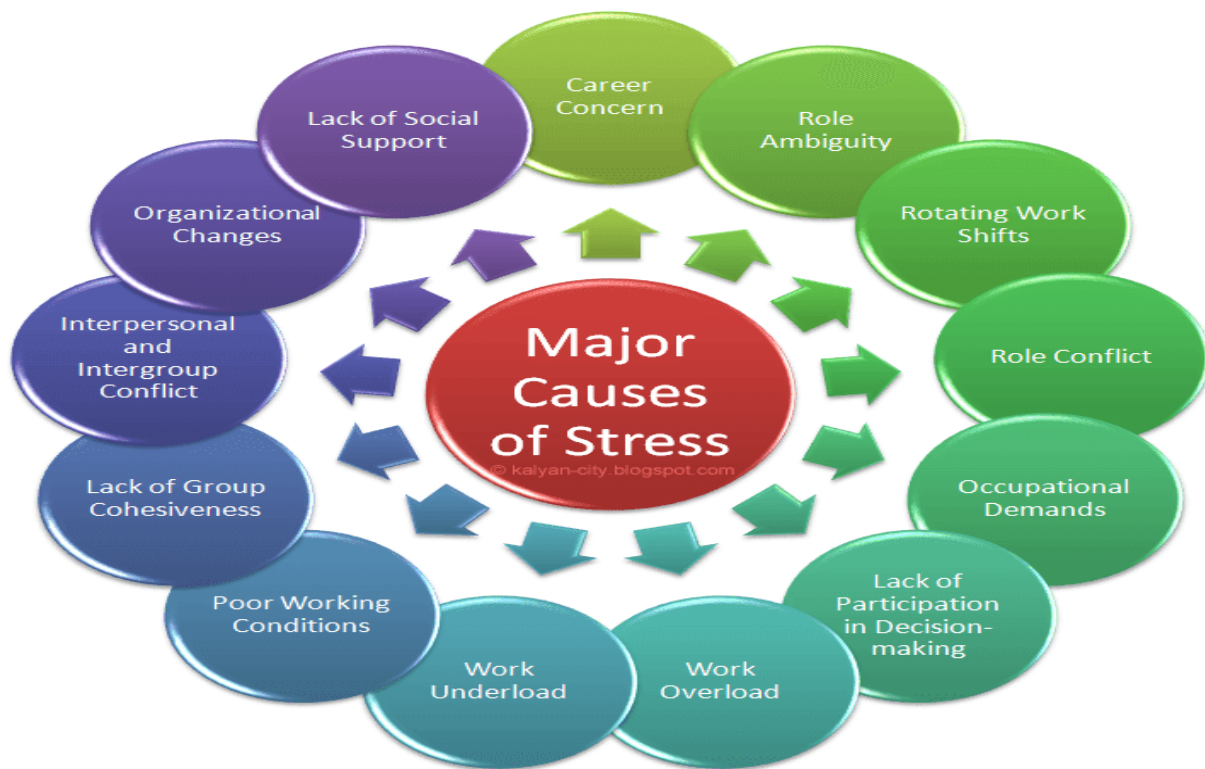 Career
Concern
Role
Ambiguity
Rotating Work
Shifts
Role Conflict
Occupational
Demands
Lack of
Participation
in Decision-
making
Work
Overload
Work
Underload
Poor Working
Conditions
Lack of Group
Cohesiveness
Interpersonal
and
Intergroup
Conflict
Organizational
Changes
Lack of Social
Support
Major
Causes
of Stress
© kalyan-city.blogspot.com